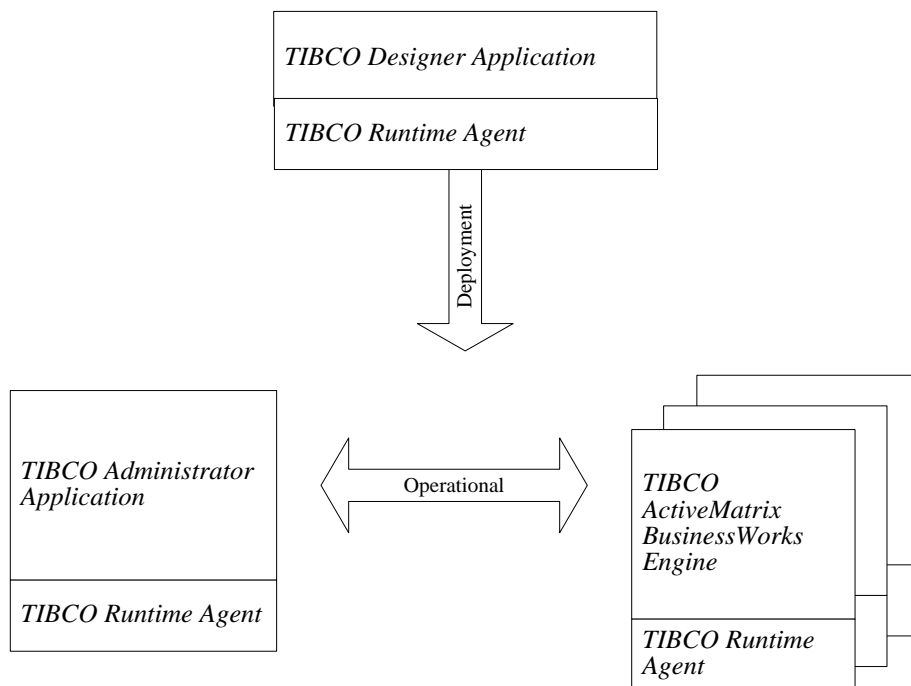 TIBCO Designer Application
TIBCO Runtime Agent
Deployment
TIBCO Administrator
Application
TIBCO Runtime Agent
Operational
TIBCO
ActiveMatrix
BusinessWorks
Engine
TIBCO Runtime
Agent